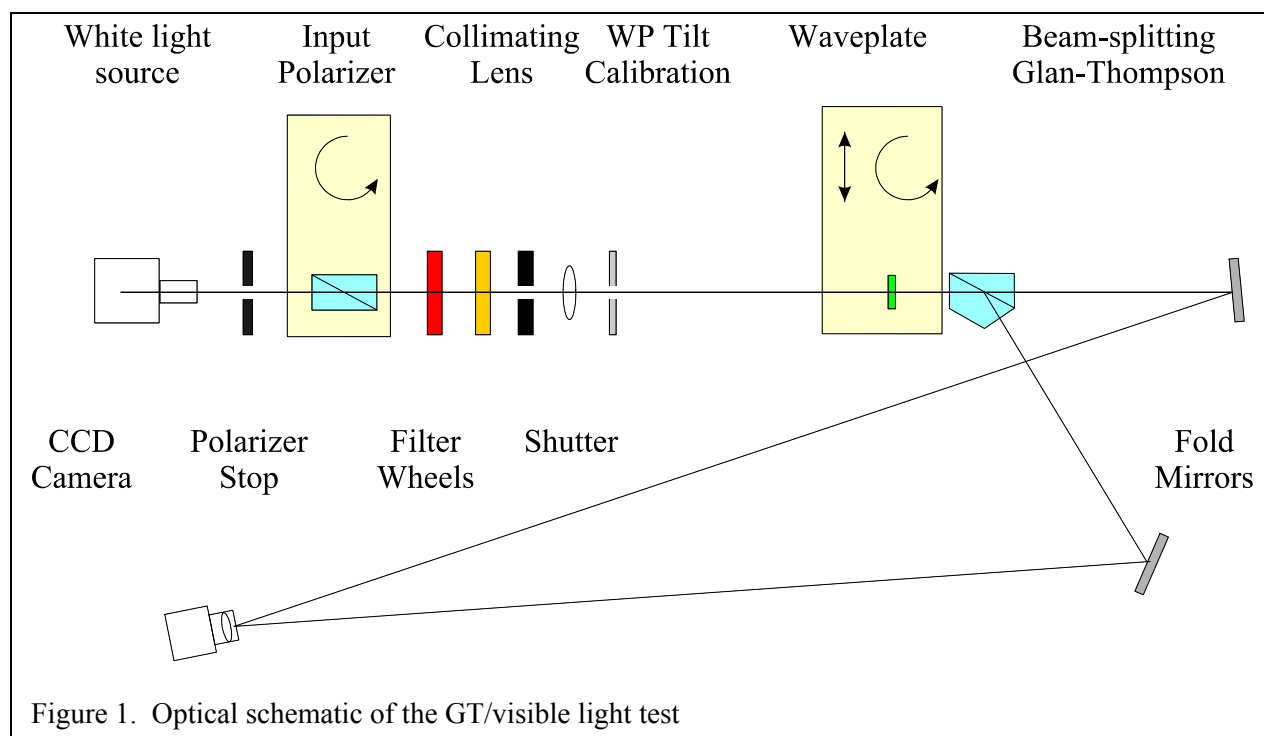 White light
source
Input
Polarizer
Collimating
Lens
WP Tilt
Calibration
Waveplate
Beam-splitting
Glan-Thompson
CCD
Camera
Polarizer
Stop
Filter
Wheels
Shutter
Fold
Mirrors
Figure 1. Optical schematic of the GT/visible light test